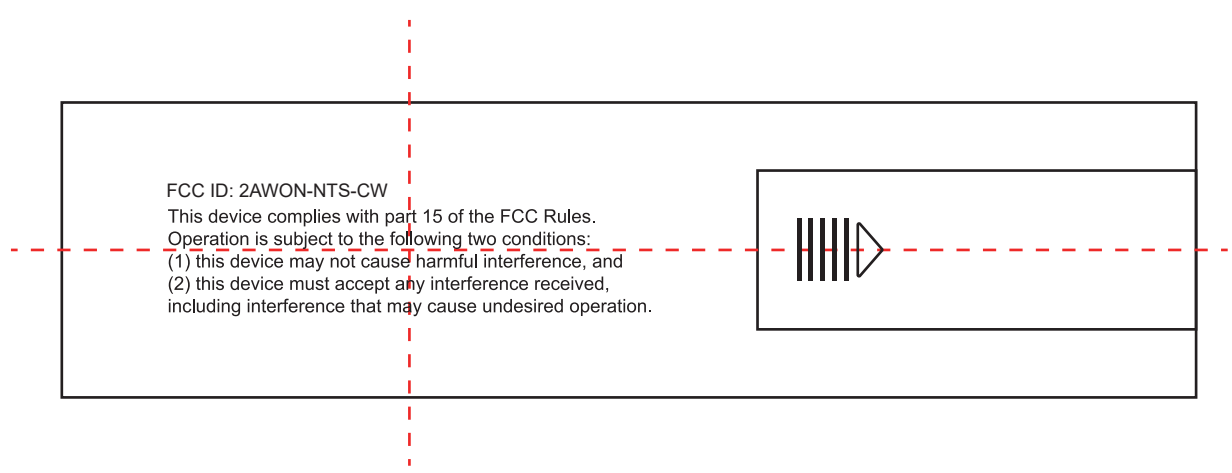 FCC ID: 2AWON-NTS-CW
This device complies with part 15 of the FCC Rules.
Operation is subject to the following two conditions:
(1) this device may not cause harmful interference, and
(2) this device must accept any interference received,
including interference that may cause undesired operation.